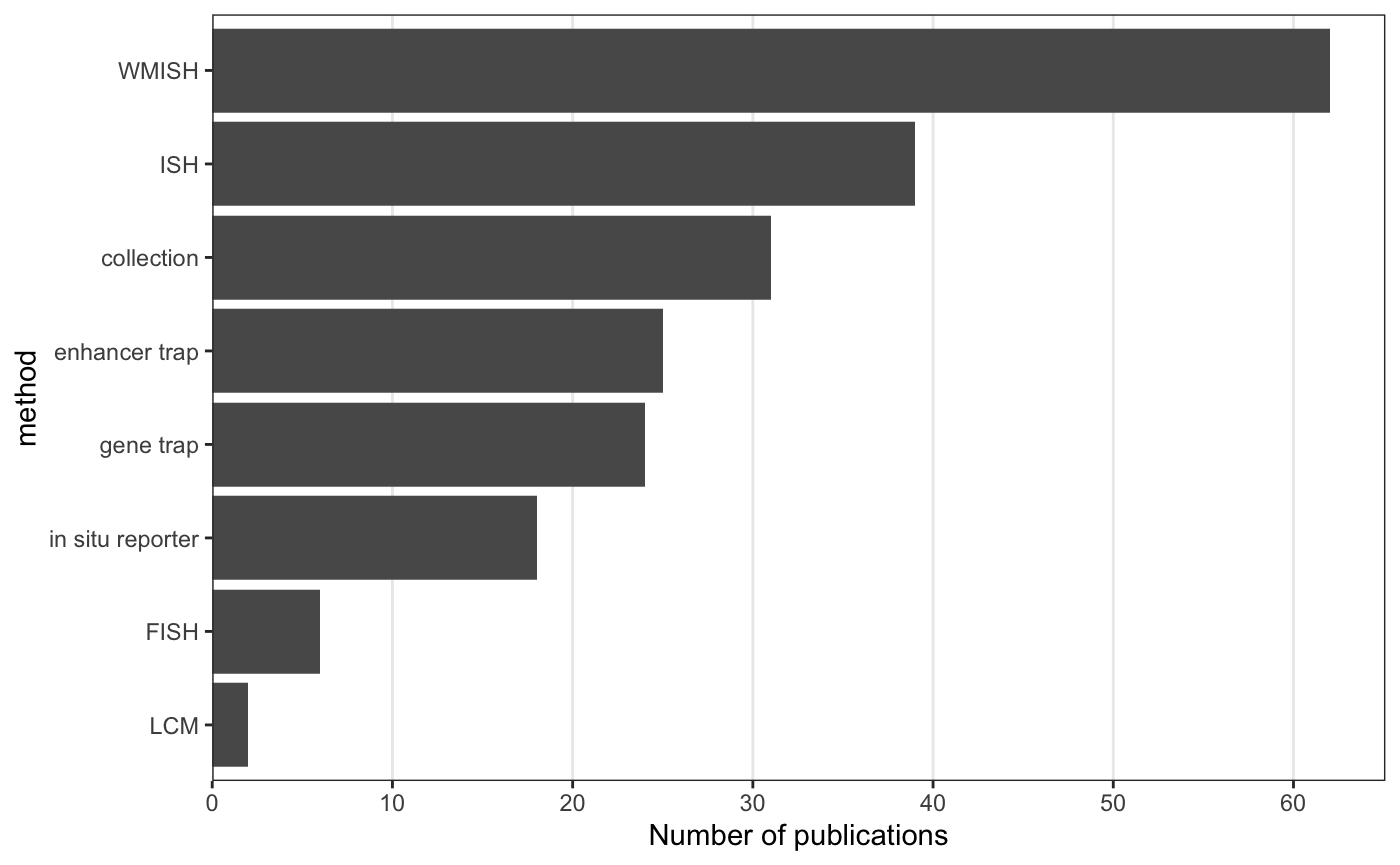 WMISH
ISH
collection
enhancer trap
gene trap
in situ reporter
FISH
LCM
method
0 10 20 30 40 50 60
Number of publications